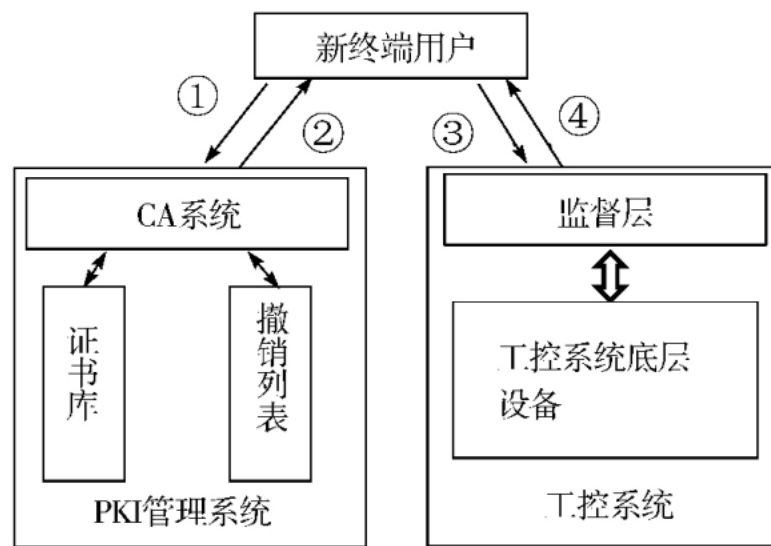 新终端用户
①
②
③
④
CA系统
证书库
撤销列表
PKI管理系统
监督层
工控系统底层
设备
工控系统